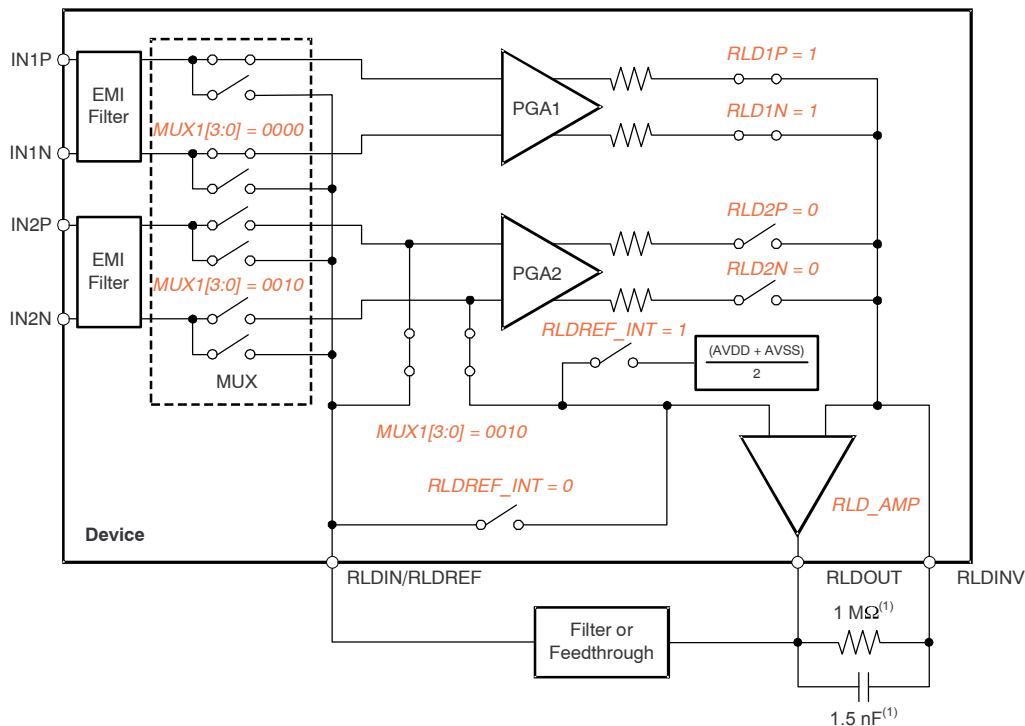 IN1P
EMI
Filter
IN1N
MUX1[3:0] = 0000
PGA1
RLD1P = 1
RLD1N = 1
IN2P
EMI
Filter
IN2N
MUX1[3:0] = 0010
MUX
PGA2
RLD2P = 0
RLD2N = 0
RLDREF_INT = 1
(AVDD + AVSS)
2
MUX1[3:0] = 0010
RLDREF_INT = 0
RLD_AMP
Device
RLDIN/RLDREF
RLDOUT
RLDINV
Filter or
Feedthrough
1 MΩ(1)
1.5 nF(1)